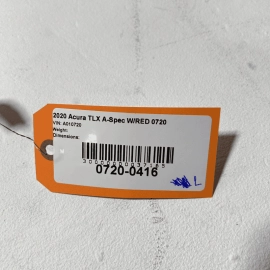 2020 Acura TLX A-Spec W/RED 0720
VIN: A010720
Weight:
Dimensions:
0720-0416
L